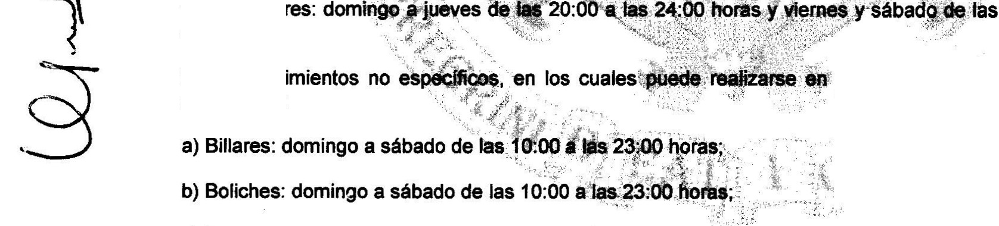 res: domingo a jueves de las 20:00 a las 24:00 horas y viernes y sábado de las
imientos no específicos, en los cuales puede realizarse en
a) Billares: domingo a sábado de las 10:00 a las 23:00 horas;
b) Boliches: domingo a sábado de las 10:00 a las 23:00 horas;